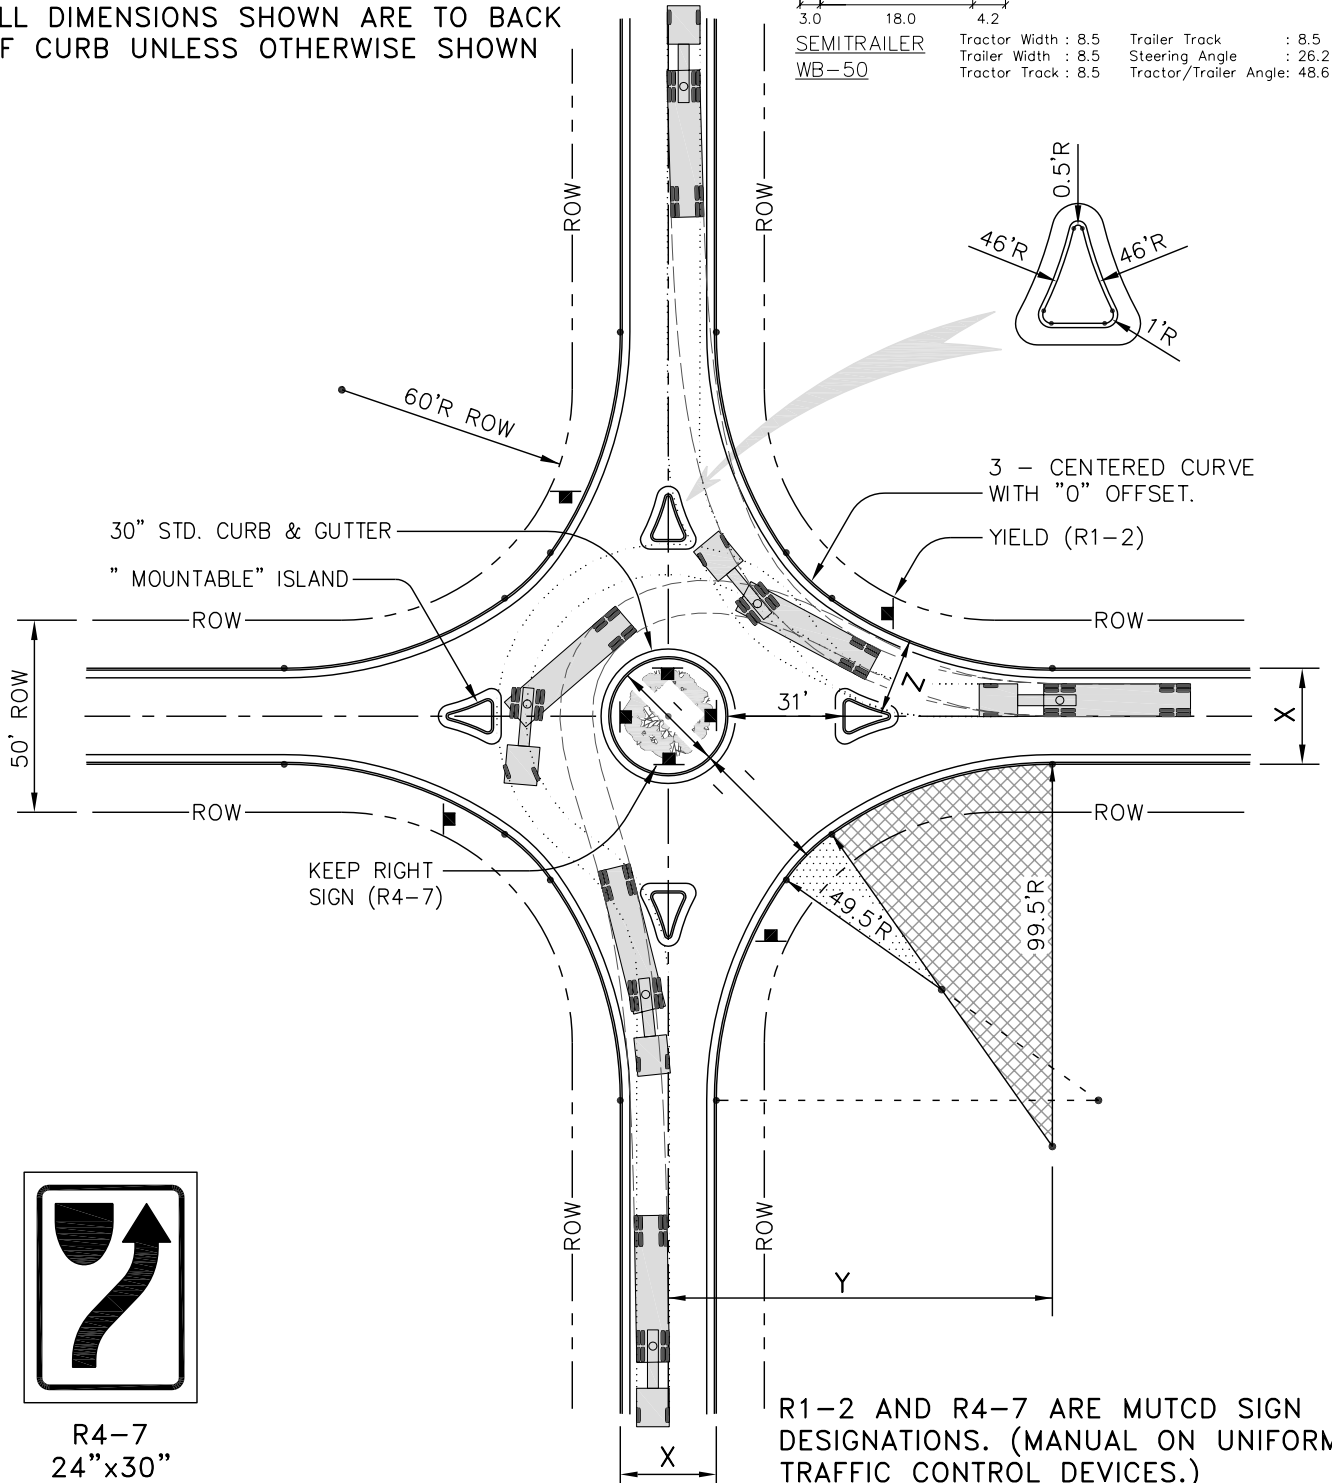 LL DIMENSIONS SHOWN ARE TO BACK
F CURB UNLESS OTHERWISE SHOWN
3.0 18.0 4.2
SEMITRAILER
WB-50
Tractor Width : 8.5 Trailer Track : 8.5
Trailer Width : 8.5 Steering Angle : 26.2
Tractor Track : 8.5 Tractor/Trailer Angle: 48.6
0.5'R
46'R
46'R
1'R
ROW
ROW
60'R ROW
3 - CENTERED CURVE
WITH "0" OFFSET.
YIELD (R1-2)
30" STD. CURB & GUTTER
" MOUNTABLE" ISLAND
ROW
ROW
50' ROW
31'
Z
X
ROW
ROW
KEEP RIGHT
SIGN (R4-7)
49.5'R
99.5'R
ROW
ROW
Y
X
R4-7
24"x30"
R1-2 AND R4-7 ARE MUTCD SIGN
DESIGNATIONS. (MANUAL ON UNIFORM
TRAFFIC CONTROL DEVICES.)